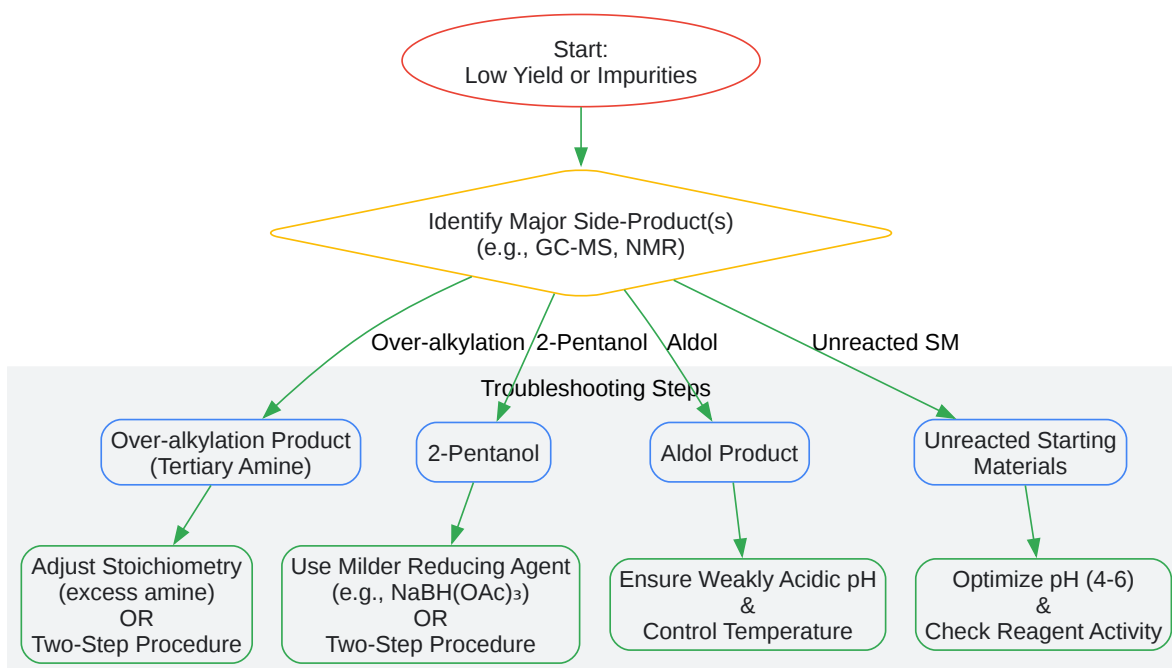 Start:
Low Yield or Impurities
Identify Major Side-Product(s)
(e.g., GC-MS, NMR)
Over-alkylation
2-Pentanol
Aldol
Unreacted SM
Troubleshooting Steps
Over-alkylation Product
(Tertiary Amine)
2-Pentanol
Aldol Product
Unreacted Starting
Materials
Adjust Stoichiometry
(excess amine)
OR
Two-Step Procedure
Use Milder Reducing Agent
(e.g., NaBH(OAc)₃)
OR
Two-Step Procedure
Ensure Weakly Acidic pH
&
Control Temperature
Optimize pH (4-6)
&
Check Reagent Activity